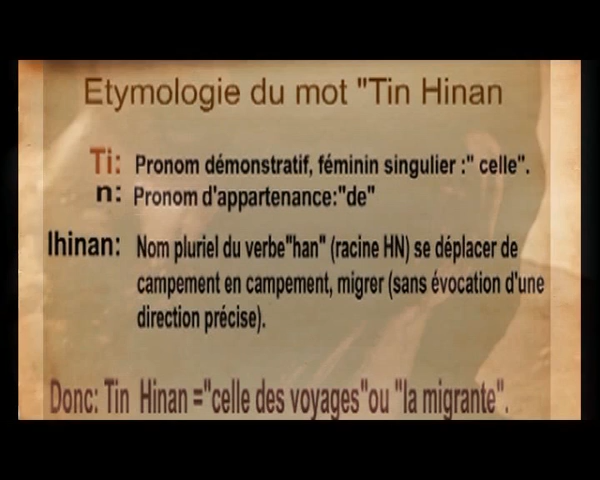 Etymologie du mot "Tin Hinan
Ti: Pronom démonstratif, féminin singulier :" celle".
n: Pronom d'appartenance:"de"
Ihinan: Nom pluriel du verbe"han" (racine HN) se déplacer de
campement en campement, migrer (sans évocation d'une
direction précise).
Donc: Tin Hinan ="celle des voyages"ou "la migrante".